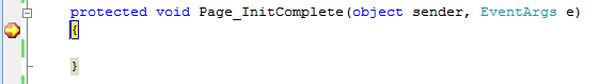 protected void Page_InitComplete(object sender, EventArgs e)
{
}